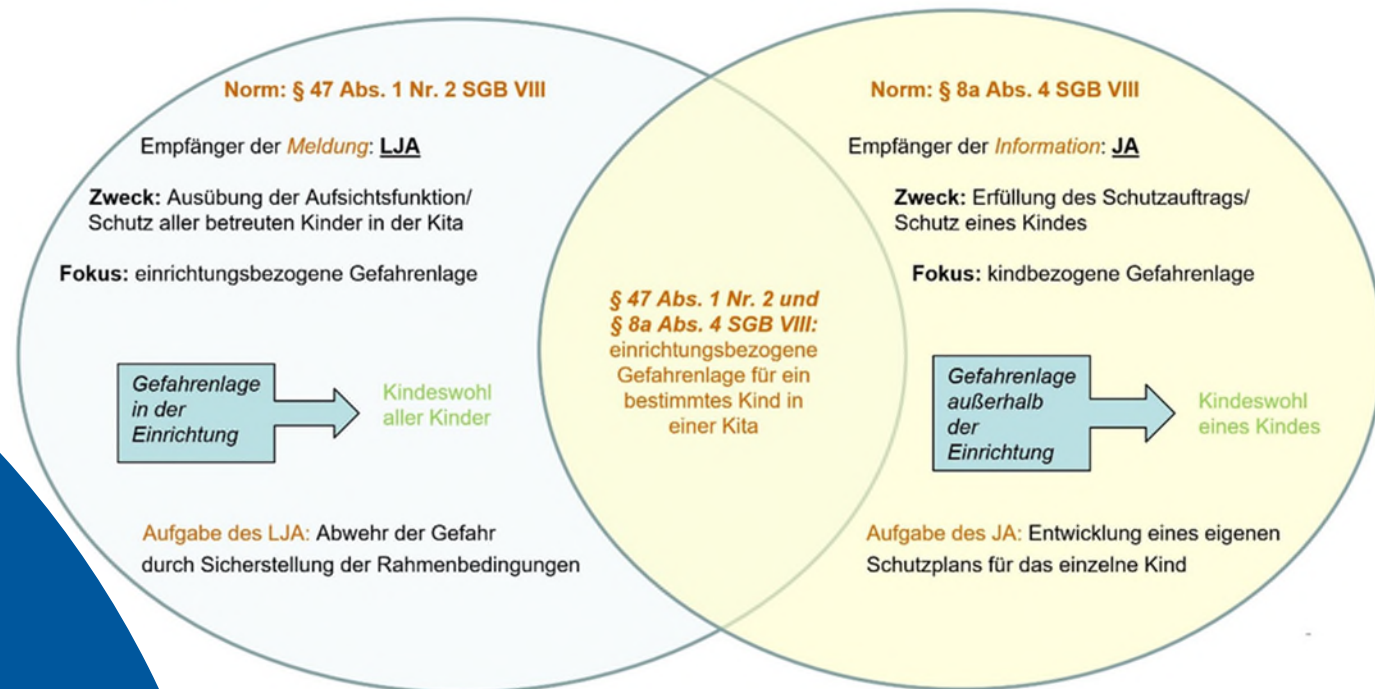 Norm: § 47 Abs. 1 Nr. 2 SGB VIII
Empfänger der Meldung: LJA
Zweck: Ausübung der Aufsichtsfunktion/
Schutz aller betreuten Kinder in der Kita
Fokus: einrichtungsbezogene Gefahrenlage
Gefahrenlage
in der
Einrichtung
Kindeswohl
aller Kinder
Aufgabe des LJA: Abwehr der Gefahr
durch Sicherstellung der Rahmenbedingungen
§ 47 Abs. 1 Nr. 2 und
§ 8a Abs. 4 SGB VIII:
einrichtungsbezogene
Gefahrenlage für ein
bestimmtes Kind in
einer Kita
Norm: § 8a Abs. 4 SGB VIII
Empfänger der Information: JA
Zweck: Erfüllung des Schutzauftrags/
Schutz eines Kindes
Fokus: kindbezogene Gefahrenlage
Gefahrenlage
außerhalb
der
Einrichtung
Kindeswohl
eines Kindes
Aufgabe des JA: Entwicklung eines eigenen
Schutzplans für das einzelne Kind